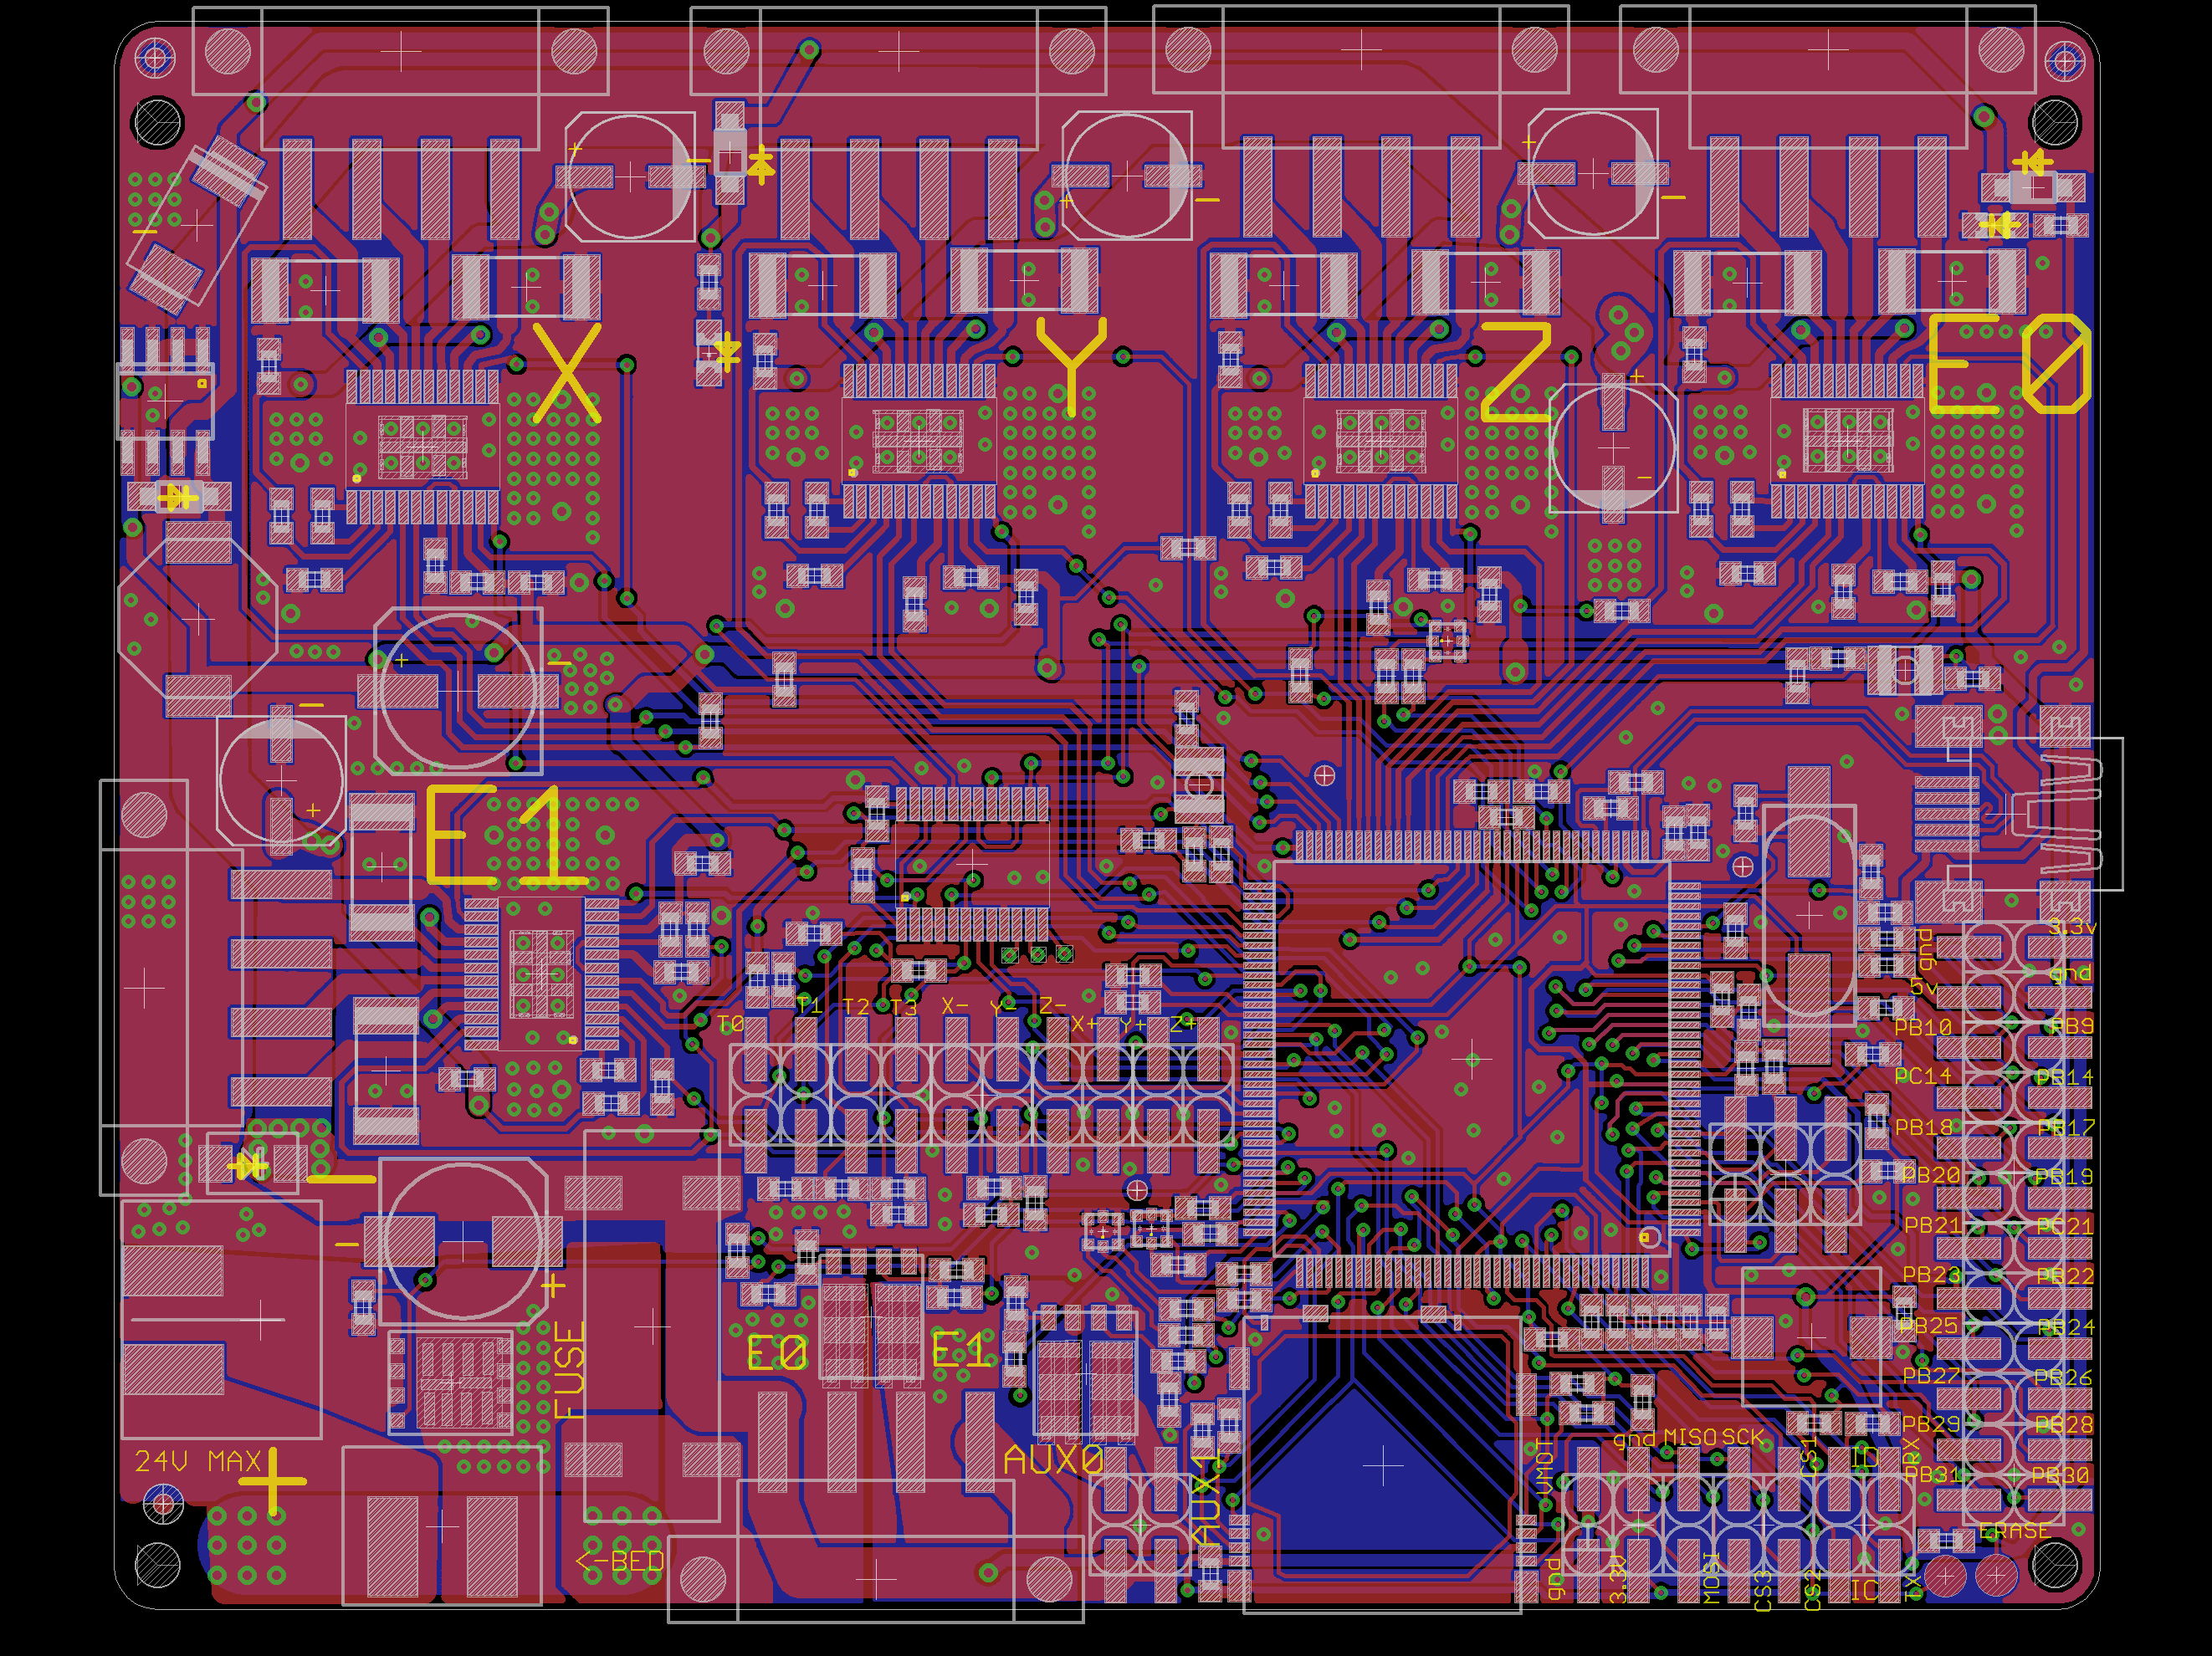 X
Y
Z
E0
E1
3.3v
gnd
gnd
5v
T0
T1
T2
T3
X-
Y-
Z-
X+
Y+
Z+
PB10
PB9
PC14
PB14
PB18
PB17
PB20
PB19
PB21
PC21
PB23
PB22
PB25
PB24
PB27
PB26
PB29
PB28
PB31
PB30
FUSE
E0
E1
24V MAX
AUX0
AUX1
VMOT
gnd
MISO
SCK
CS1
IO
RX
<-BED
gnd
3.3V
MOSI
CS3
CS2
IO
TX
ERASE